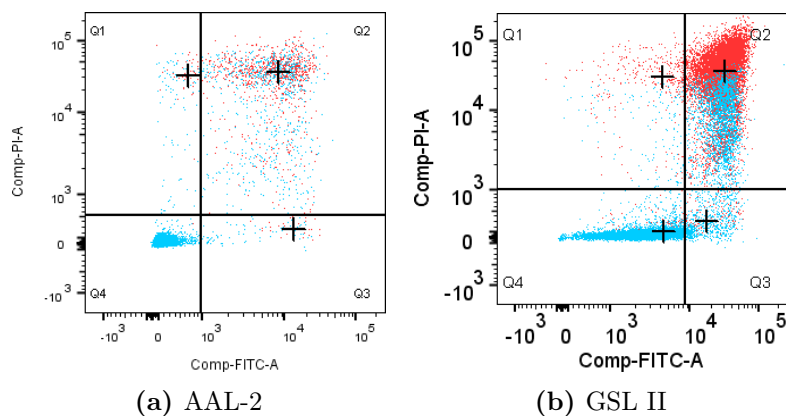 Q1 Q2
10^5
10^4
10^3
0
-10^3
Comp-PI-A
Q4 Q3
-10^3 0 10^3 10^4 10^5
Comp-FITC-A
(a) AAL-2
Q1 Q2
10^5
10^4
10^3
0
-10^3
Comp-PI-A
Q4 Q3
-10^3 0 10^3 10^4 10^5
Comp-FITC-A
(b) GSL II